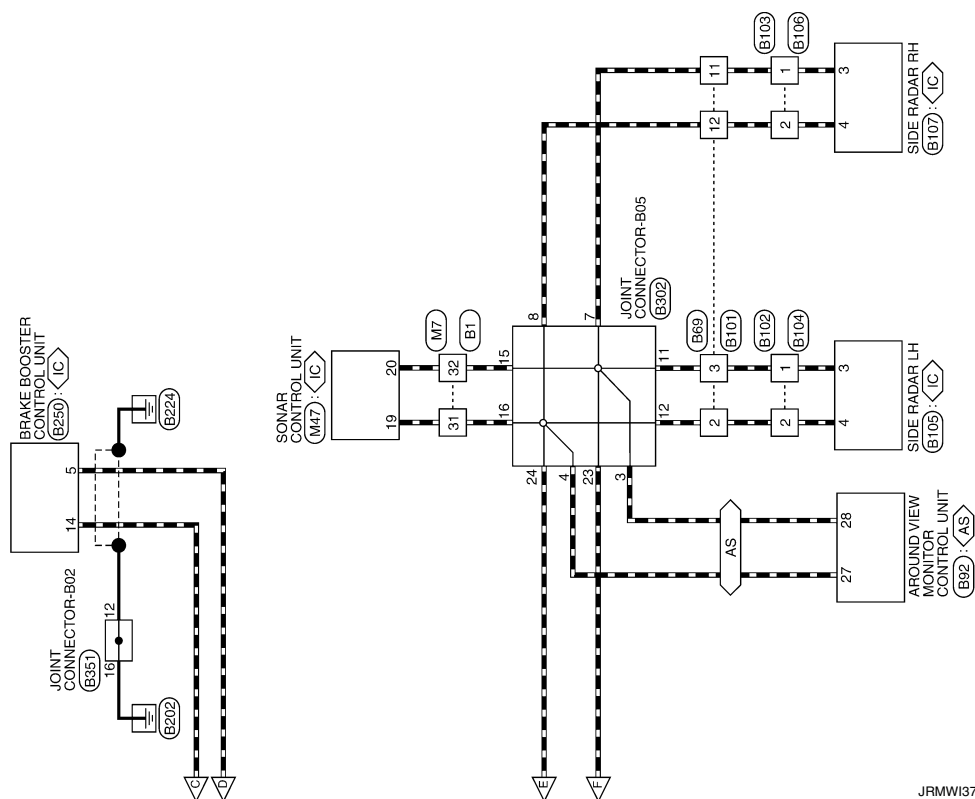 BRAKE BOOSTER
CONTROL UNIT
B250 : IC
5
14
B224
JOINT
CONNECTOR-B02
B351
12
16
B202
C
D
SONAR
CONTROL UNIT
M47 : IC
20
19
M7
B1
32
31
15
16
8
7
JOINT
CONNECTOR-B05
B302
24
4
23
3
11
12
E
F
B69
B101
3
2
B102
B104
1
2
3
4
SIDE RADAR LH
B105 : IC
11
12
B103
B106
1
2
3
4
SIDE RADAR RH
B107 : IC
AS
28
27
AROUND VIEW
MONITOR
CONTROL UNIT
B92 : AS
JRMWI37